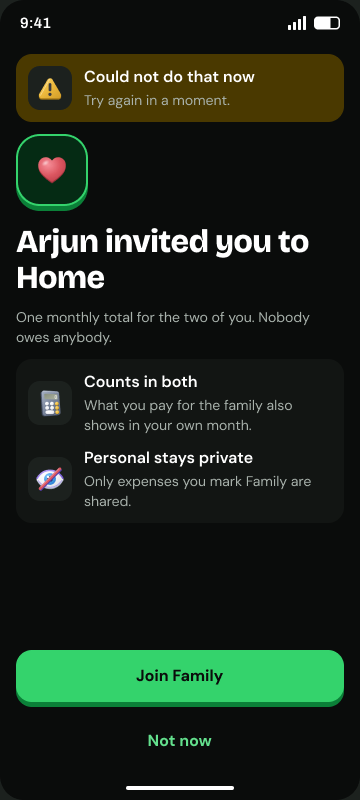 9:41
Could not do that now
Try again in a moment.
Arjun invited you to
Home
One monthly total for the two of you. Nobody
owes anybody.
Counts in both
What you pay for the family also
shows in your own month.
Personal stays private
Only expenses you mark Family are
shared.
Join Family
Not now